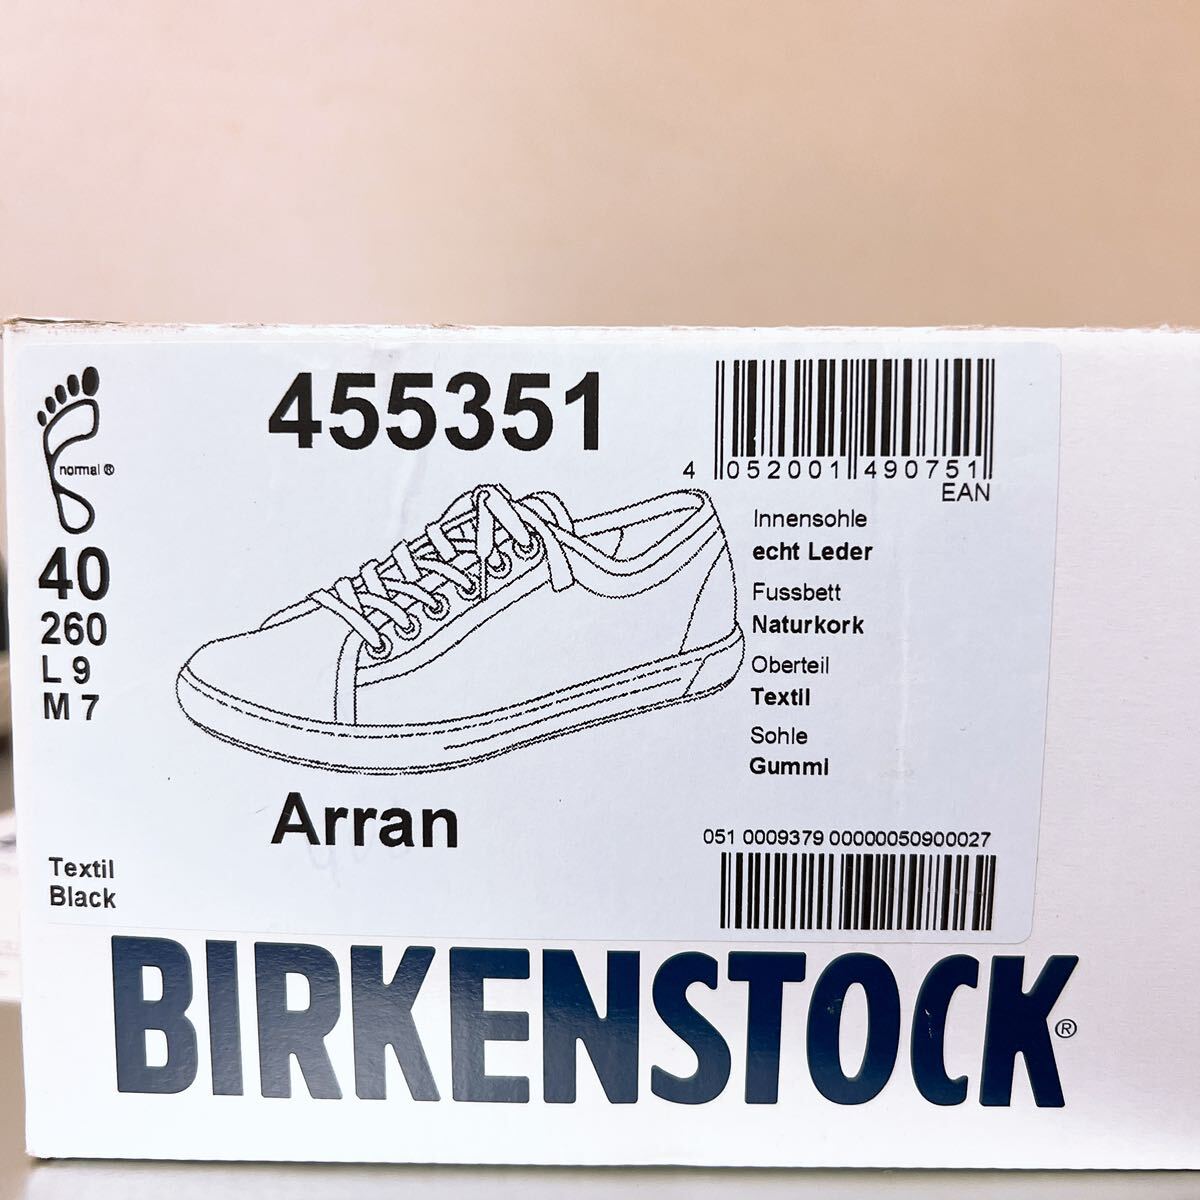 455351
normal ®
40
260
L 9
M 7
4 052001 490751
EAN
Innensohle
echt Leder
Fussbett
Naturkork
Oberteil
Textil
Sohle
Gummi
Arran
051 0009379 00000050900027
Textil
Black
BIRKENSTOCK®